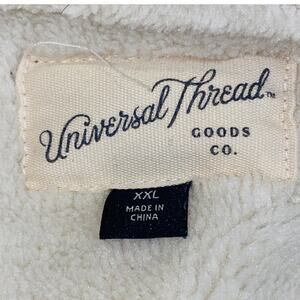 Universal Thread™
GOODS
CO.
XXL
MADE IN
CHINA